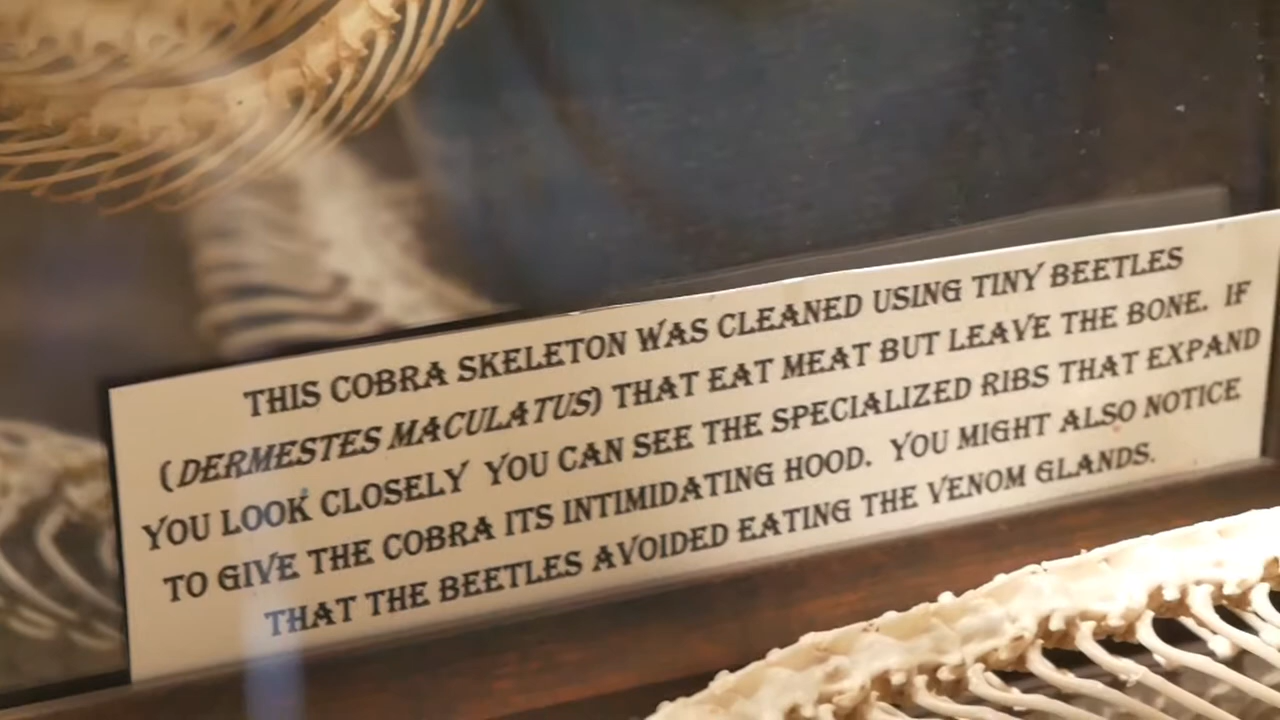 THIS COBRA SKELETON WAS CLEANED USING TINY BEETLES
(DERMESTES MACULATUS) THAT EAT MEAT BUT LEAVE THE BONE. IF
YOU LOOK CLOSELY YOU CAN SEE THE SPECIALIZED RIBS THAT EXPAND
TO GIVE THE COBRA ITS INTIMIDATING HOOD. YOU MIGHT ALSO NOTICE
THAT THE BEETLES AVOIDED EATING THE VENOM GLANDS.